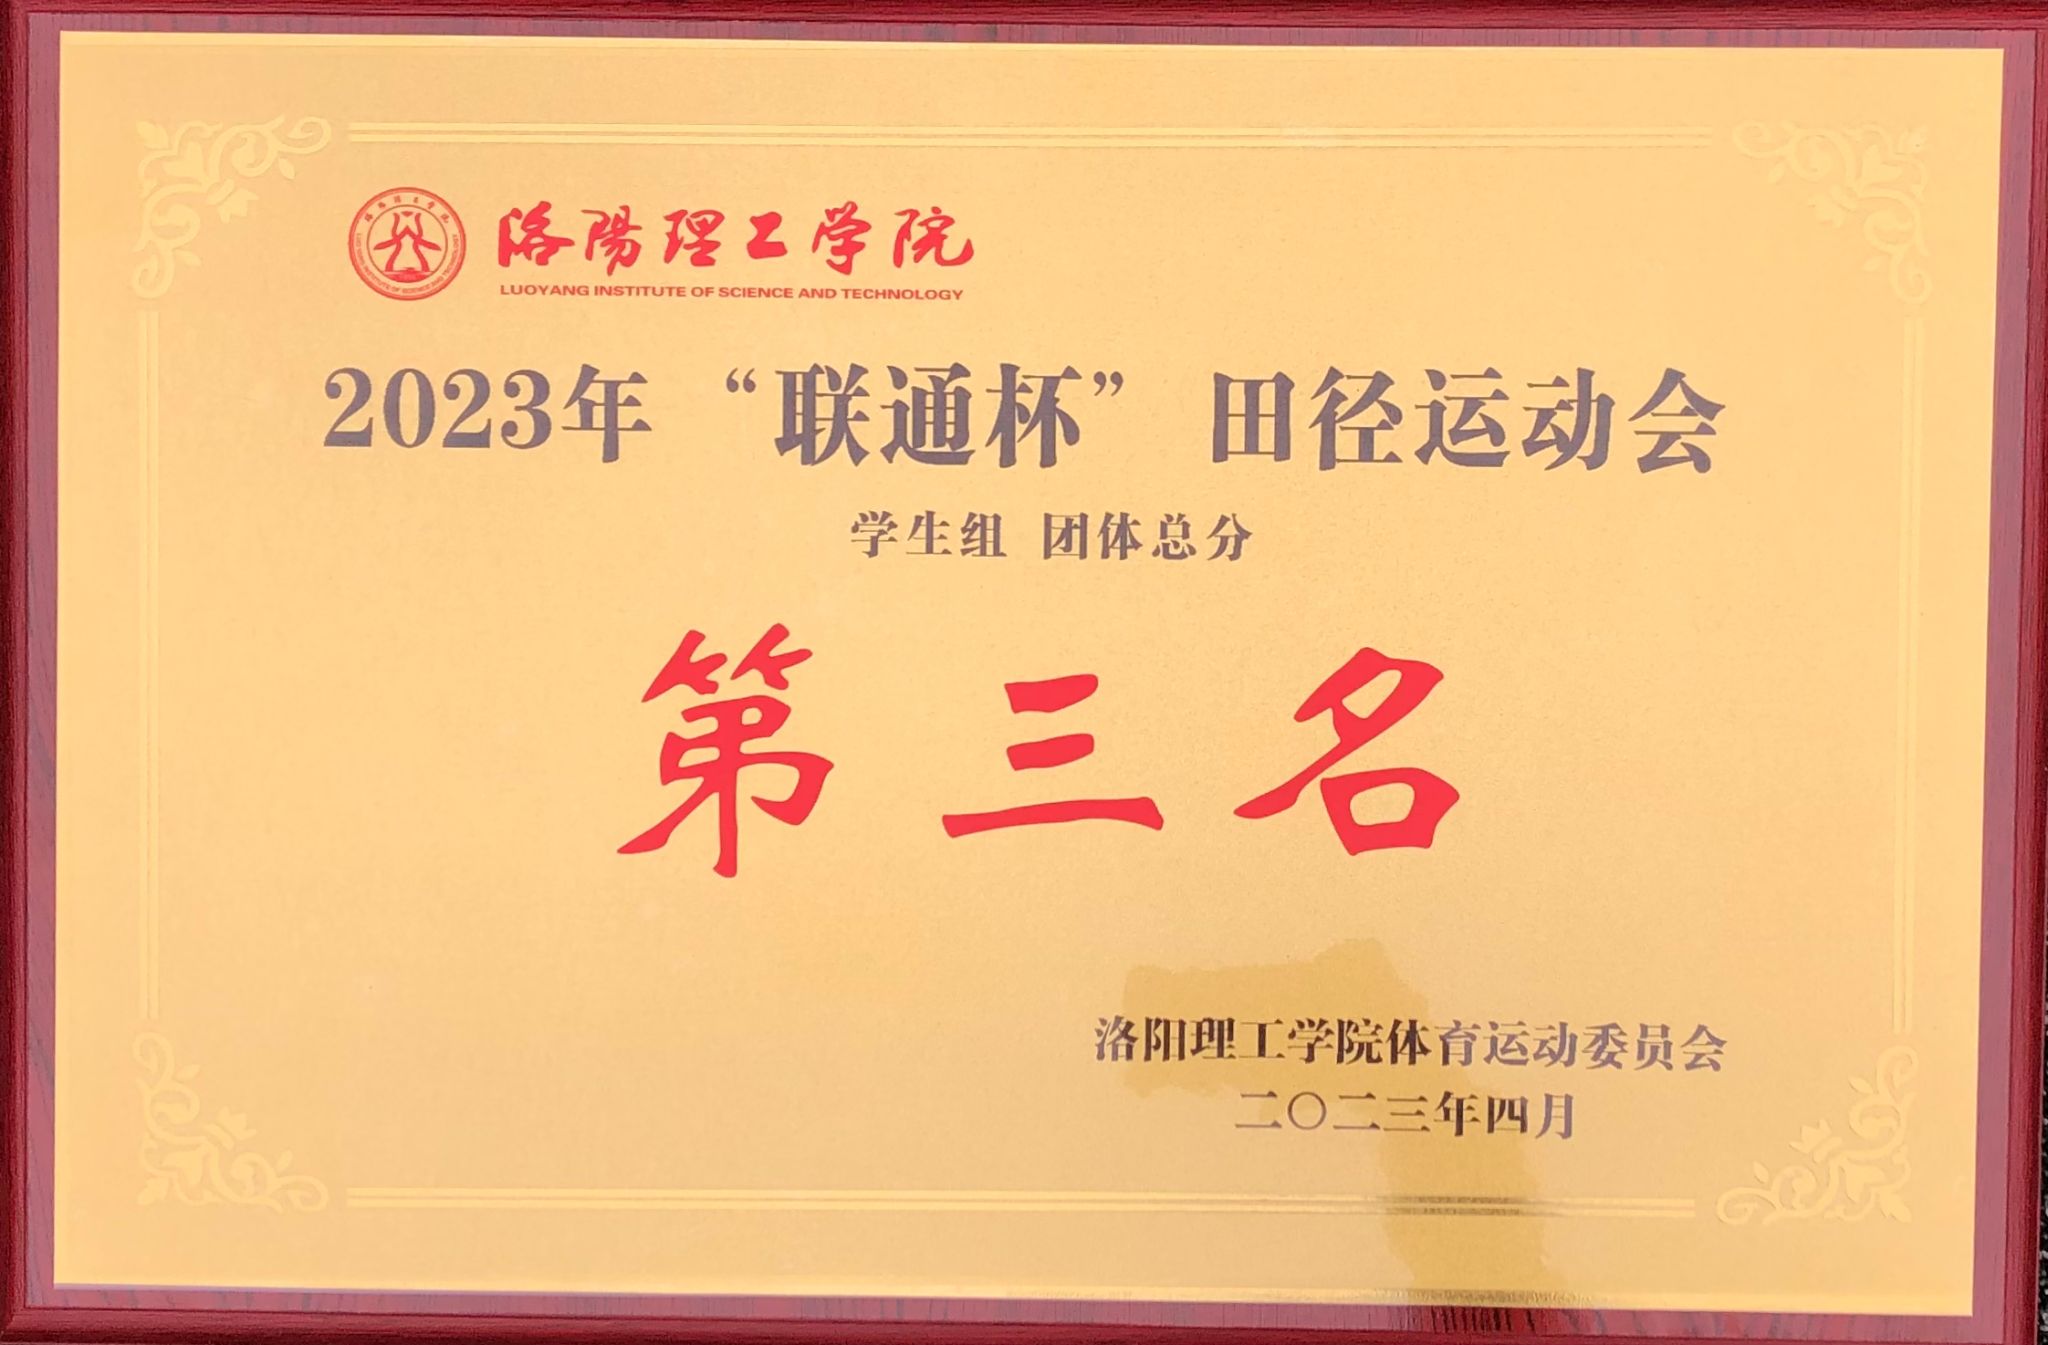 洛陽理工学院
LUOYANG INSTITUTE OF SCIENCE AND TECHNOLOGY
2023年“联通杯”田径运动会
学生组 团体总分
第三名
洛阳理工学院体育运动委员会
二〇二三年四月